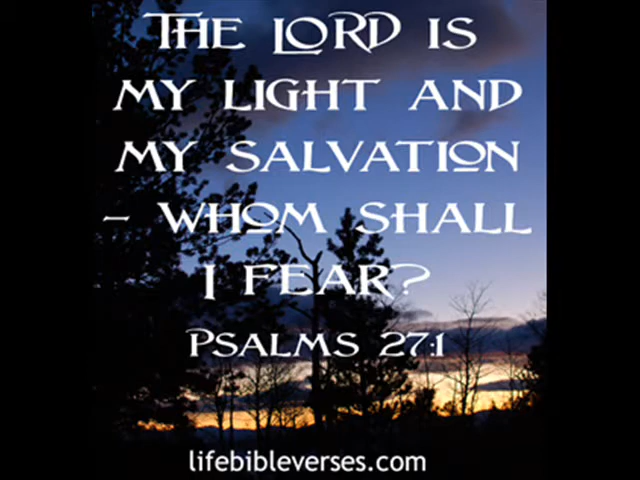 The Lord is
my light and
my salvation
– whom shall
I fear?
Psalms 27:1
lifebibleverses.com